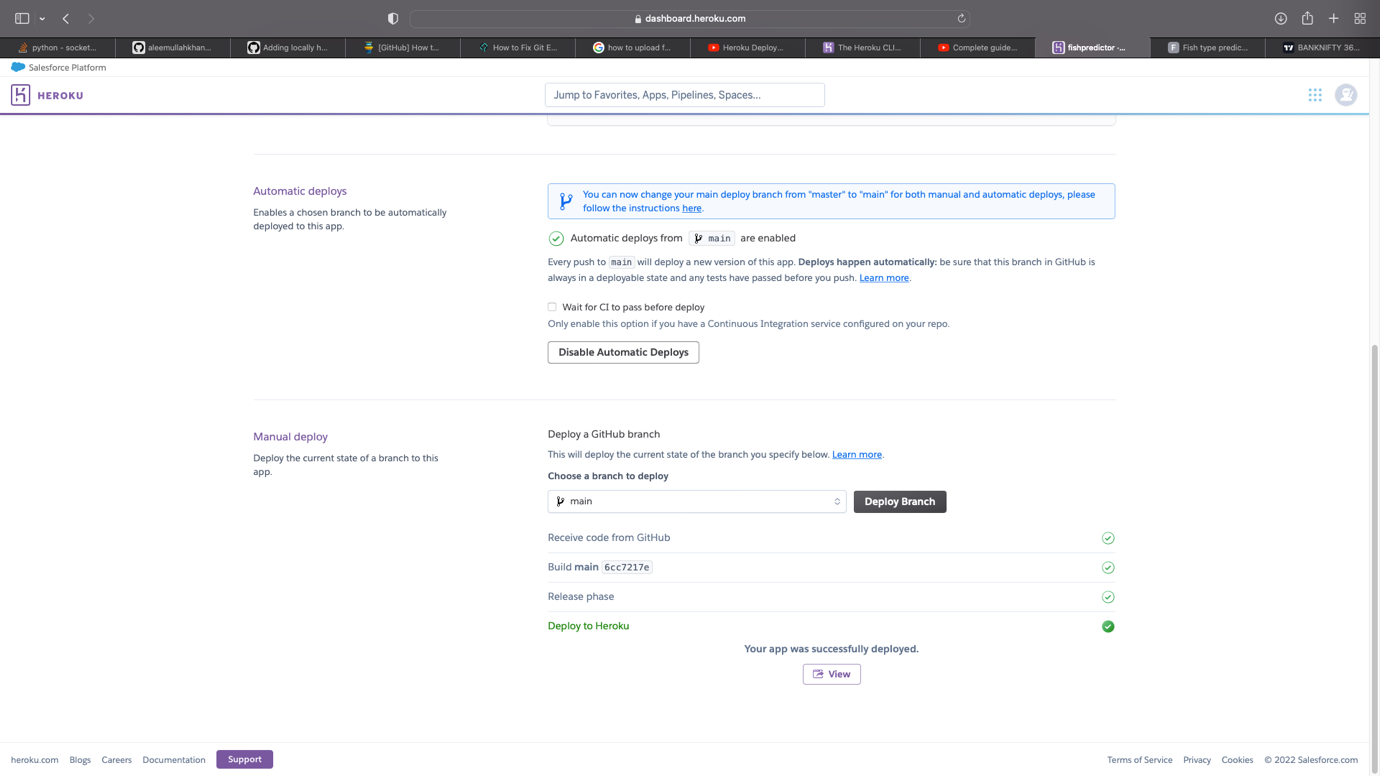 dashboard.heroku.com
python - socket...
aleemullahkhan...
Adding locally h...
[GitHub] How t...
How to Fix Git E...
how to upload f...
Heroku Deploy...
The Heroku CLI...
Complete guide...
fishpredictor -...
Fish type predic...
BANKNIFTY 36...
Salesforce Platform
HEROKU
Jump to Favorites, Apps, Pipelines, Spaces...
Automatic deploys
Enables a chosen branch to be automatically
deployed to this app.
You can now change your main deploy branch from "master" to "main" for both manual and automatic deploys, please
follow the instructions here.
Automatic deploys from main are enabled
Every push to main will deploy a new version of this app. Deploys happen automatically: be sure that this branch in GitHub is
always in a deployable state and any tests have passed before you push. Learn more.
Wait for CI to pass before deploy
Only enable this option if you have a Continuous Integration service configured on your repo.
Disable Automatic Deploys
Manual deploy
Deploy the current state of a branch to this
app.
Deploy a GitHub branch
This will deploy the current state of the branch you specify below. Learn more.
Choose a branch to deploy
main
Deploy Branch
Receive code from GitHub
Build main 6cc7217e
Release phase
Deploy to Heroku
Your app was successfully deployed.
View
heroku.com Blogs Careers Documentation Support
Terms of Service Privacy Cookies © 2022 Salesforce.com